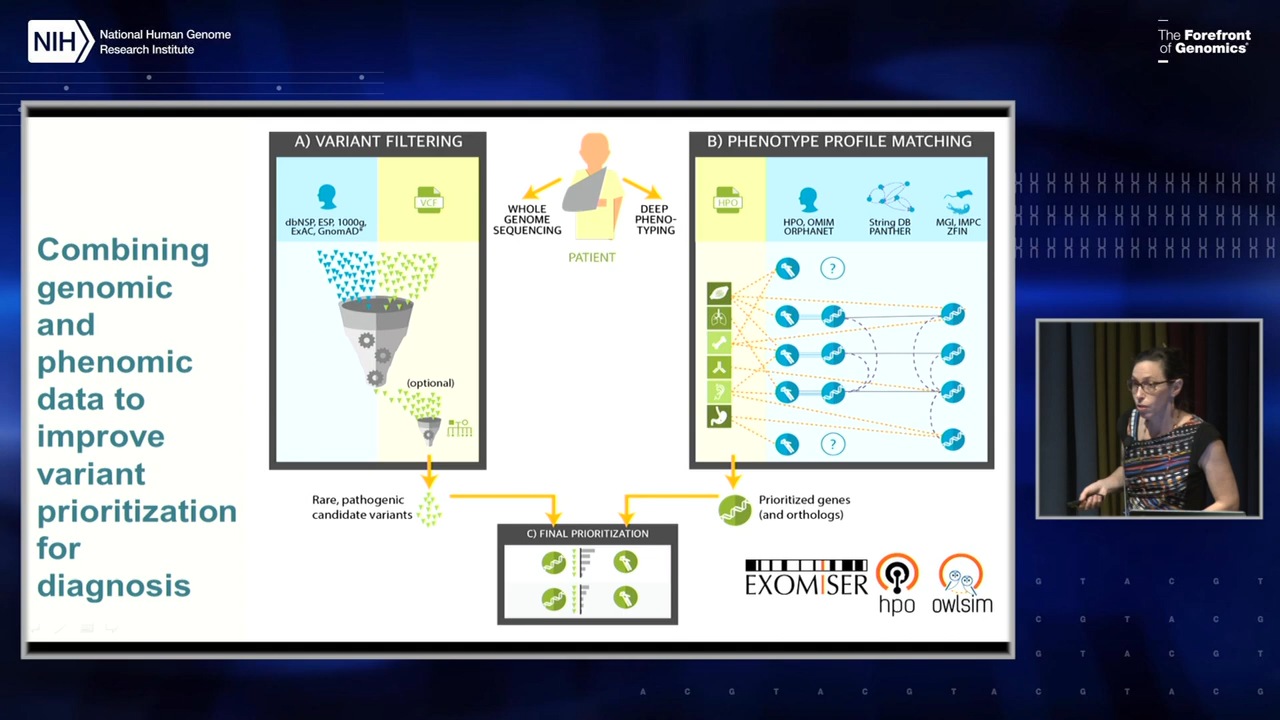 NIH
National Human Genome
Research Institute
The Forefront
of Genomics®
Combining
genomic
and
phenomic
data to
improve
variant
prioritization
for
diagnosis
A) VARIANT FILTERING
VCF
dbNSP, ESP, 1000g,
ExAC, GnomAD*
(optional)
Rare, pathogenic
candidate variants
WHOLE
GENOME
SEQUENCING
DEEP
PHENO-
TYPING
PATIENT
B) PHENOTYPE PROFILE MATCHING
HPO
HPO, OMIM
ORPHANET
String DB
PANTHER
MGI, IMPC
ZFIN
?
?
Prioritized genes
(and orthologs)
C) FINAL PRIORITIZATION
EXOMISER
hpo
owlsim
G T A C G T
C G T A C G
G T A C G T
A C G T A C G T A C G T A C G